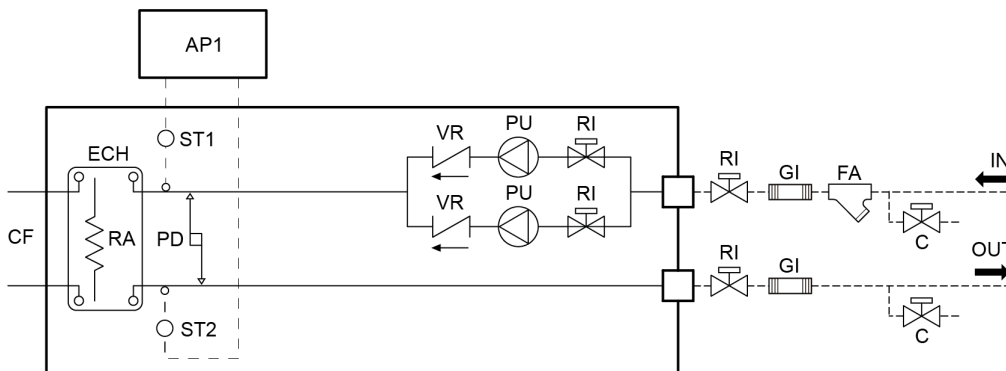 AP1
ST1
VR
PU
RI
ECH
RI
GI
FA
IN
VR
PU
RI
CF
RA
PD
C
RI
GI
OUT
ST2
C